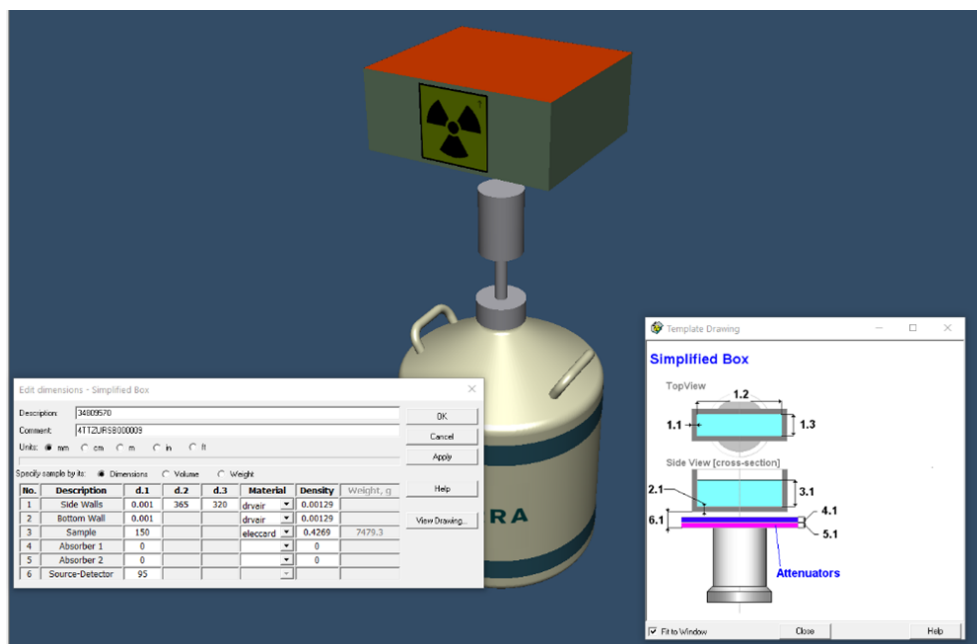 ?
RA
Edit dimensions - Simplified Box
Description: 34809570
Comment: 4TTZURSB000009
Units: mm cm m in ft
Specify sample by its: Dimensions Volume Weight
No. Description d.1 d.2 d.3 Material Density Weight, g
1 Side Walls 0.001 365 320 dryair 0.00129
2 Bottom Wall 0.001 dryair 0.00129
3 Sample 150 eleccard 0.4269 7479.3
4 Absorber 1 0 0
5 Absorber 2 0 0
6 Source-Detector 95
OK
Cancel
Apply
Help
View Drawing...
Template Drawing
Simplified Box
TopView
1.2
1.1
1.3
Side View [cross-section]
2.1
3.1
6.1
4.1
5.1
Attenuators
Fit to Window
Close
Help